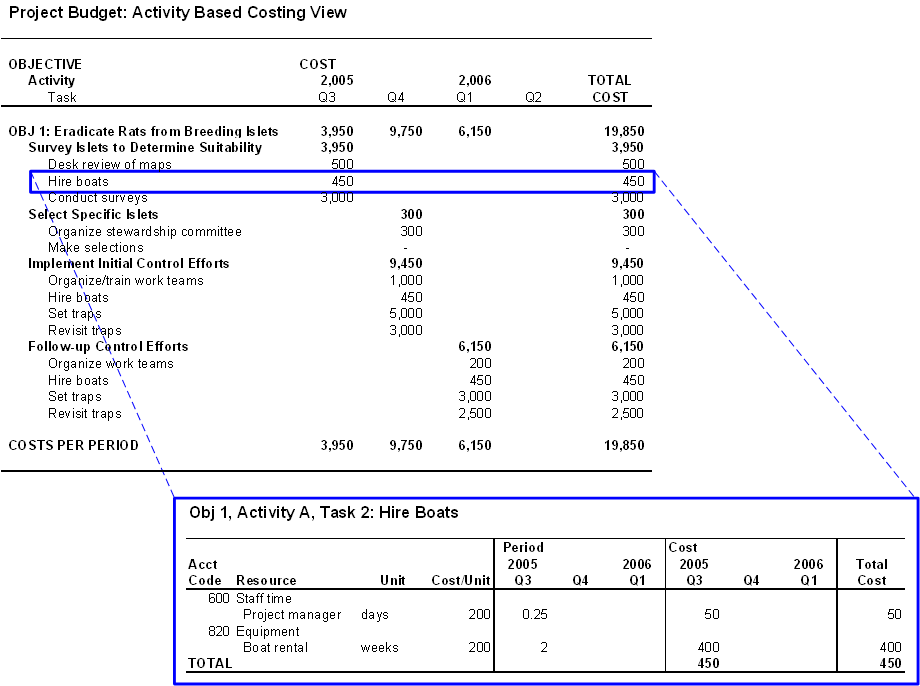 Project Budget: Activity Based Costing View
OBJECTIVE COST
Activity 2,005 2,006 TOTAL
Task Q3 Q4 Q1 Q2 COST
OBJ 1: Eradicate Rats from Breeding Islets 3,950 9,750 6,150 19,850
Survey Islets to Determine Suitability 3,950 3,950
Desk review of maps 500 500
Hire boats 450 450
Conduct surveys 3,000 3,000
Select Specific Islets 300 300
Organize stewardship committee 300 300
Make selections - -
Implement Initial Control Efforts 9,450 9,450
Organize/train work teams 1,000 1,000
Hire boats 450 450
Set traps 5,000 5,000
Revisit traps 3,000 3,000
Follow-up Control Efforts 6,150 6,150
Organize work teams 200 200
Hire boats 450 450
Set traps 3,000 3,000
Revisit traps 2,500 2,500
COSTS PER PERIOD 3,950 9,750 6,150 19,850
Obj 1, Activity A, Task 2: Hire Boats
Period Cost
Acct 2005 2006 2005 2006 Total
Code Resource Unit Cost/Unit Q3 Q4 Q1 Q3 Q4 Q1 Cost
600 Staff time
Project manager days 200 0.25 50 50
820 Equipment
Boat rental weeks 200 2 400 400
TOTAL 450 450